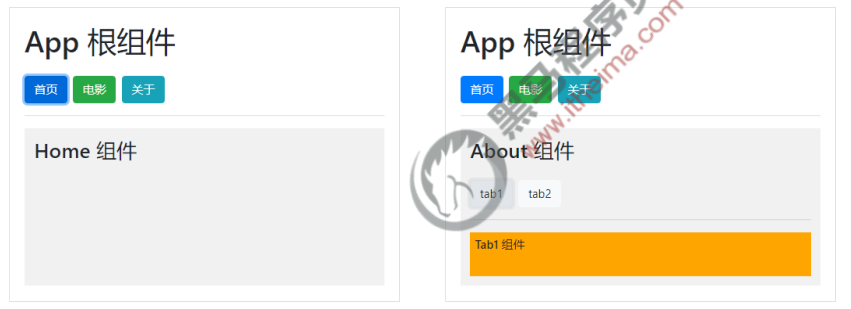 App 根组件
首页 电影 关于
Home 组件
App 根组件
首页 电影 关于
About 组件
tab1 tab2
Tab1 组件
黑马程序员
www.itheima.com